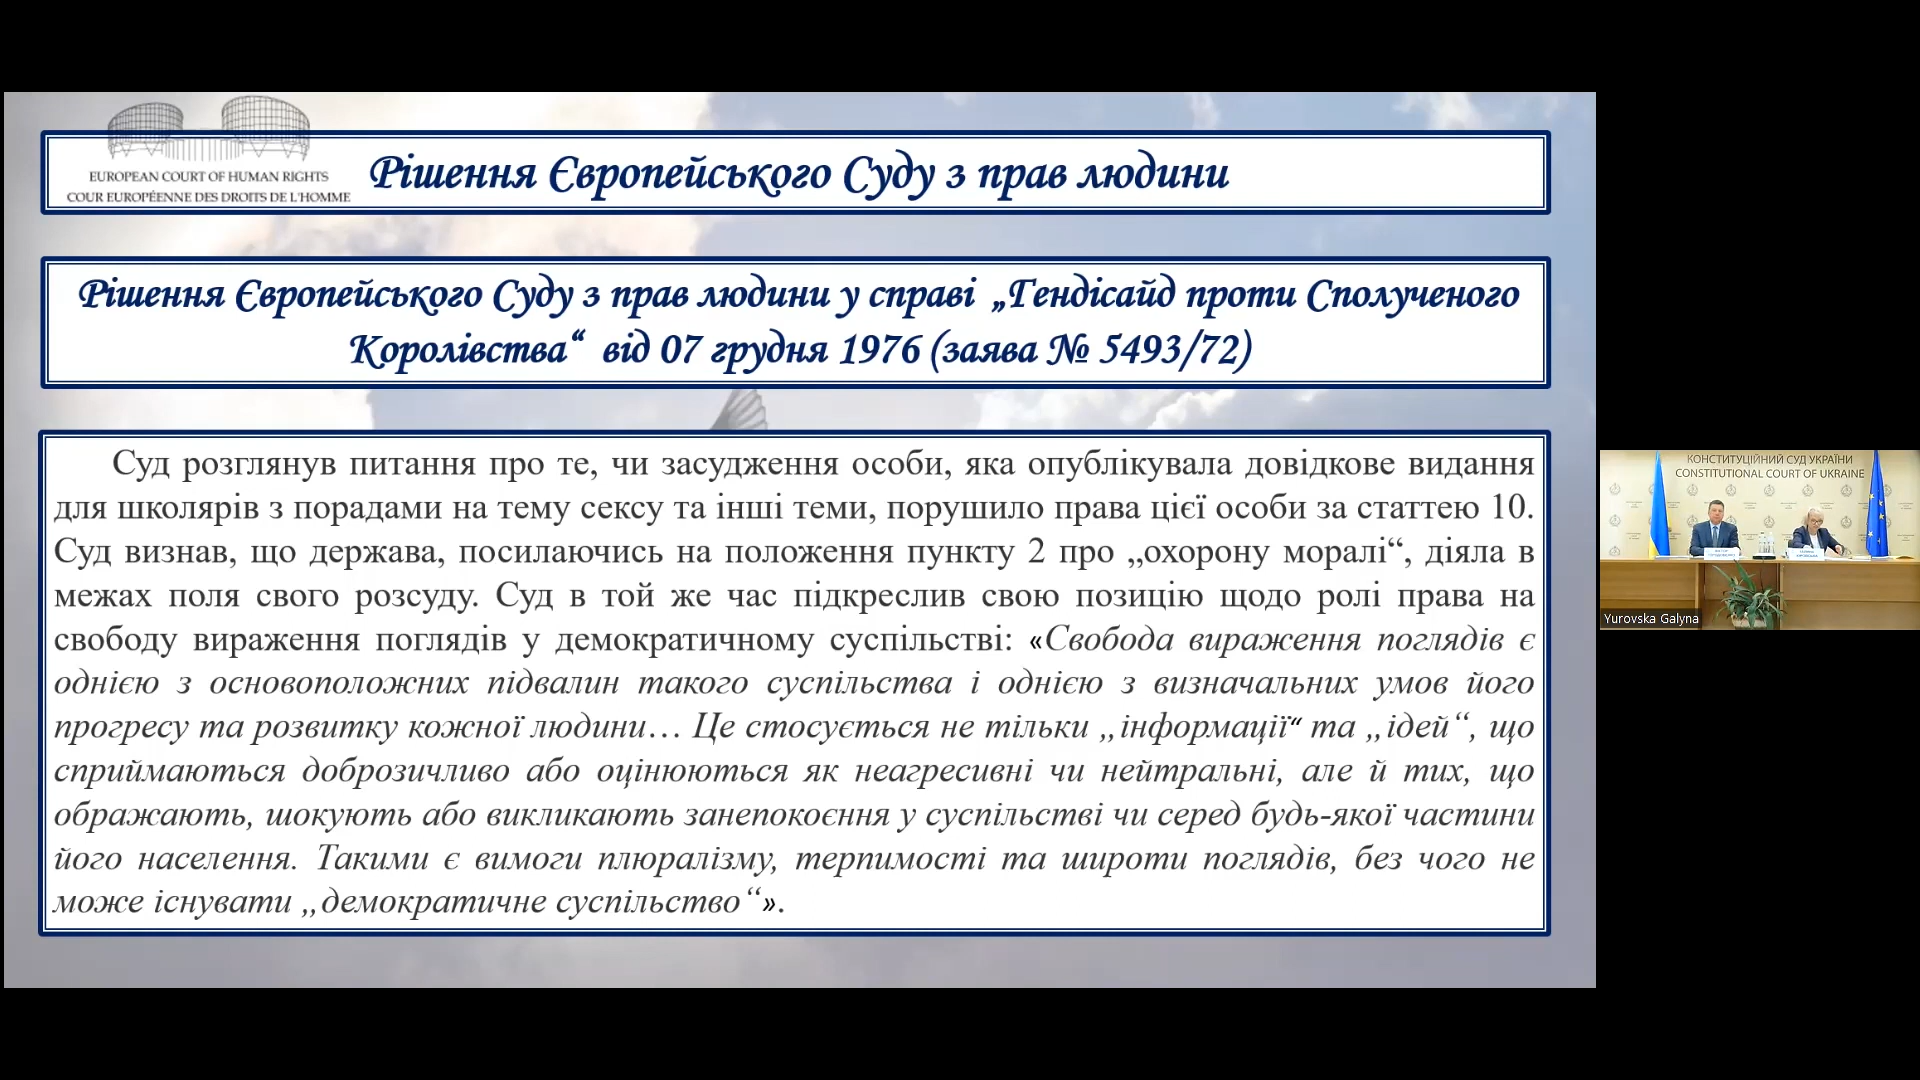 EUROPEAN COURT OF HUMAN RIGHTS
COUR EUROPÉENNE DES DROITS DE L'HOMME
Рішення Європейського Суду з прав людини
Рішення Європейського Суду з прав людини у справі „Гендісайд проти Сполученого
Королівства“ від 07 грудня 1976 (заява № 5493/72)
Суд розглянув питання про те, чи засудження особи, яка опублікувала довідкове видання
для школярів з порадами на тему сексу та інші теми, порушило права цієї особи за статтею 10.
Суд визнав, що держава, посилаючись на положення пункту 2 про „охорону моралі“, діяла в
межах поля свого розсуду. Суд в той же час підкреслив свою позицію щодо ролі права на
свободу вираження поглядів у демократичному суспільстві: «Свобода вираження поглядів є
однією з основоположних підвалин такого суспільства і однією з визначальних умов його
прогресу та розвитку кожної людини… Це стосується не тільки „інформації“ та „ідей“, що
сприймаються доброзичливо або оцінюються як неагресивні чи нейтральні, але й тих, що
ображають, шокують або викликають занепокоєння у суспільстві чи серед будь-якої частини
його населення. Такими є вимоги плюралізму, терпимості та широти поглядів, без чого не
може існувати „демократичне суспільство“».
КОНСТИТУЦІЙНИЙ СУД УКРАЇНИ
CONSTITUTIONAL COURT OF UKRAINE
Yurovska Galyna